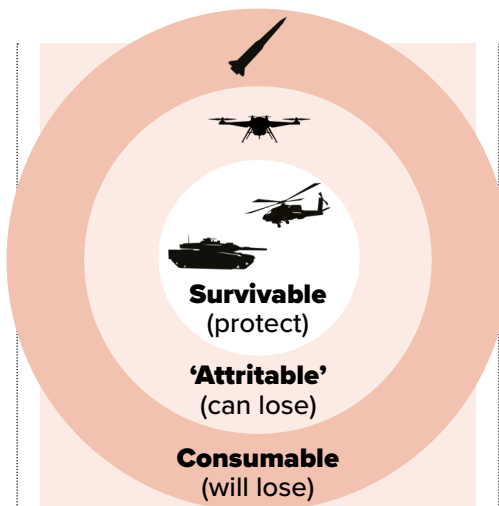 Survivable
(protect)
‘Attritable’
(can lose)
Consumable
(will lose)